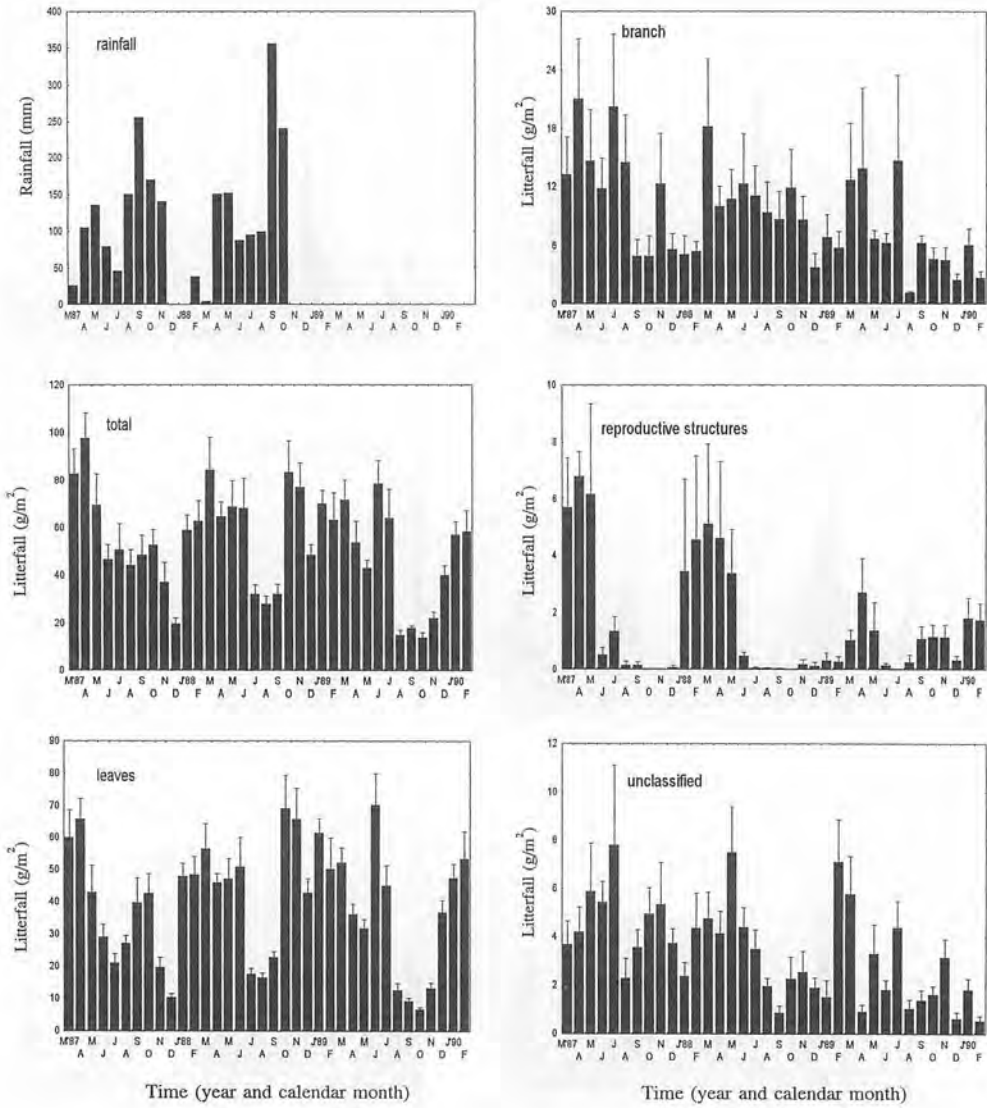 rainfall
Rainfall (mm)
400
350
300
250
200
150
100
50
0
M'87 M J S N J'88 M M J S N J'89 M M J S N J'90
A J A O D F A J A O D F A J A O D F
branch
Litterfall (g/m²)
30
24
18
12
6
0
M'87 M J S N J'88 M M J S N J'89 M M J S N J'90
A J A O D F A J A O D F A J A O D F
total
Litterfall (g/m²)
120
100
80
60
40
20
0
M'87 M J S N J'88 M M J S N J'89 M M J S N J'90
A J A O D F A J A O D F A J A O D F
reproductive structures
Litterfall (g/m²)
10
8
6
4
2
0
M'87 M J S N J'88 M M J S N J'89 M M J S N J'90
A J A O D F A J A O D F A J A O D F
leaves
Litterfall (g/m²)
90
80
70
60
50
40
30
20
10
0
M'87 M J S N J'88 M M J S N J'89 M M J S N J'90
A J A O D F A J A O D F A J A O D F
Time (year and calendar month)
unclassified
Litterfall (g/m²)
12
10
8
6
4
2
0
M'87 M J S N J'88 M M J S N J'89 M M J S N J'90
A J A O D F A J A O D F A J A O D F
Time (year and calendar month)